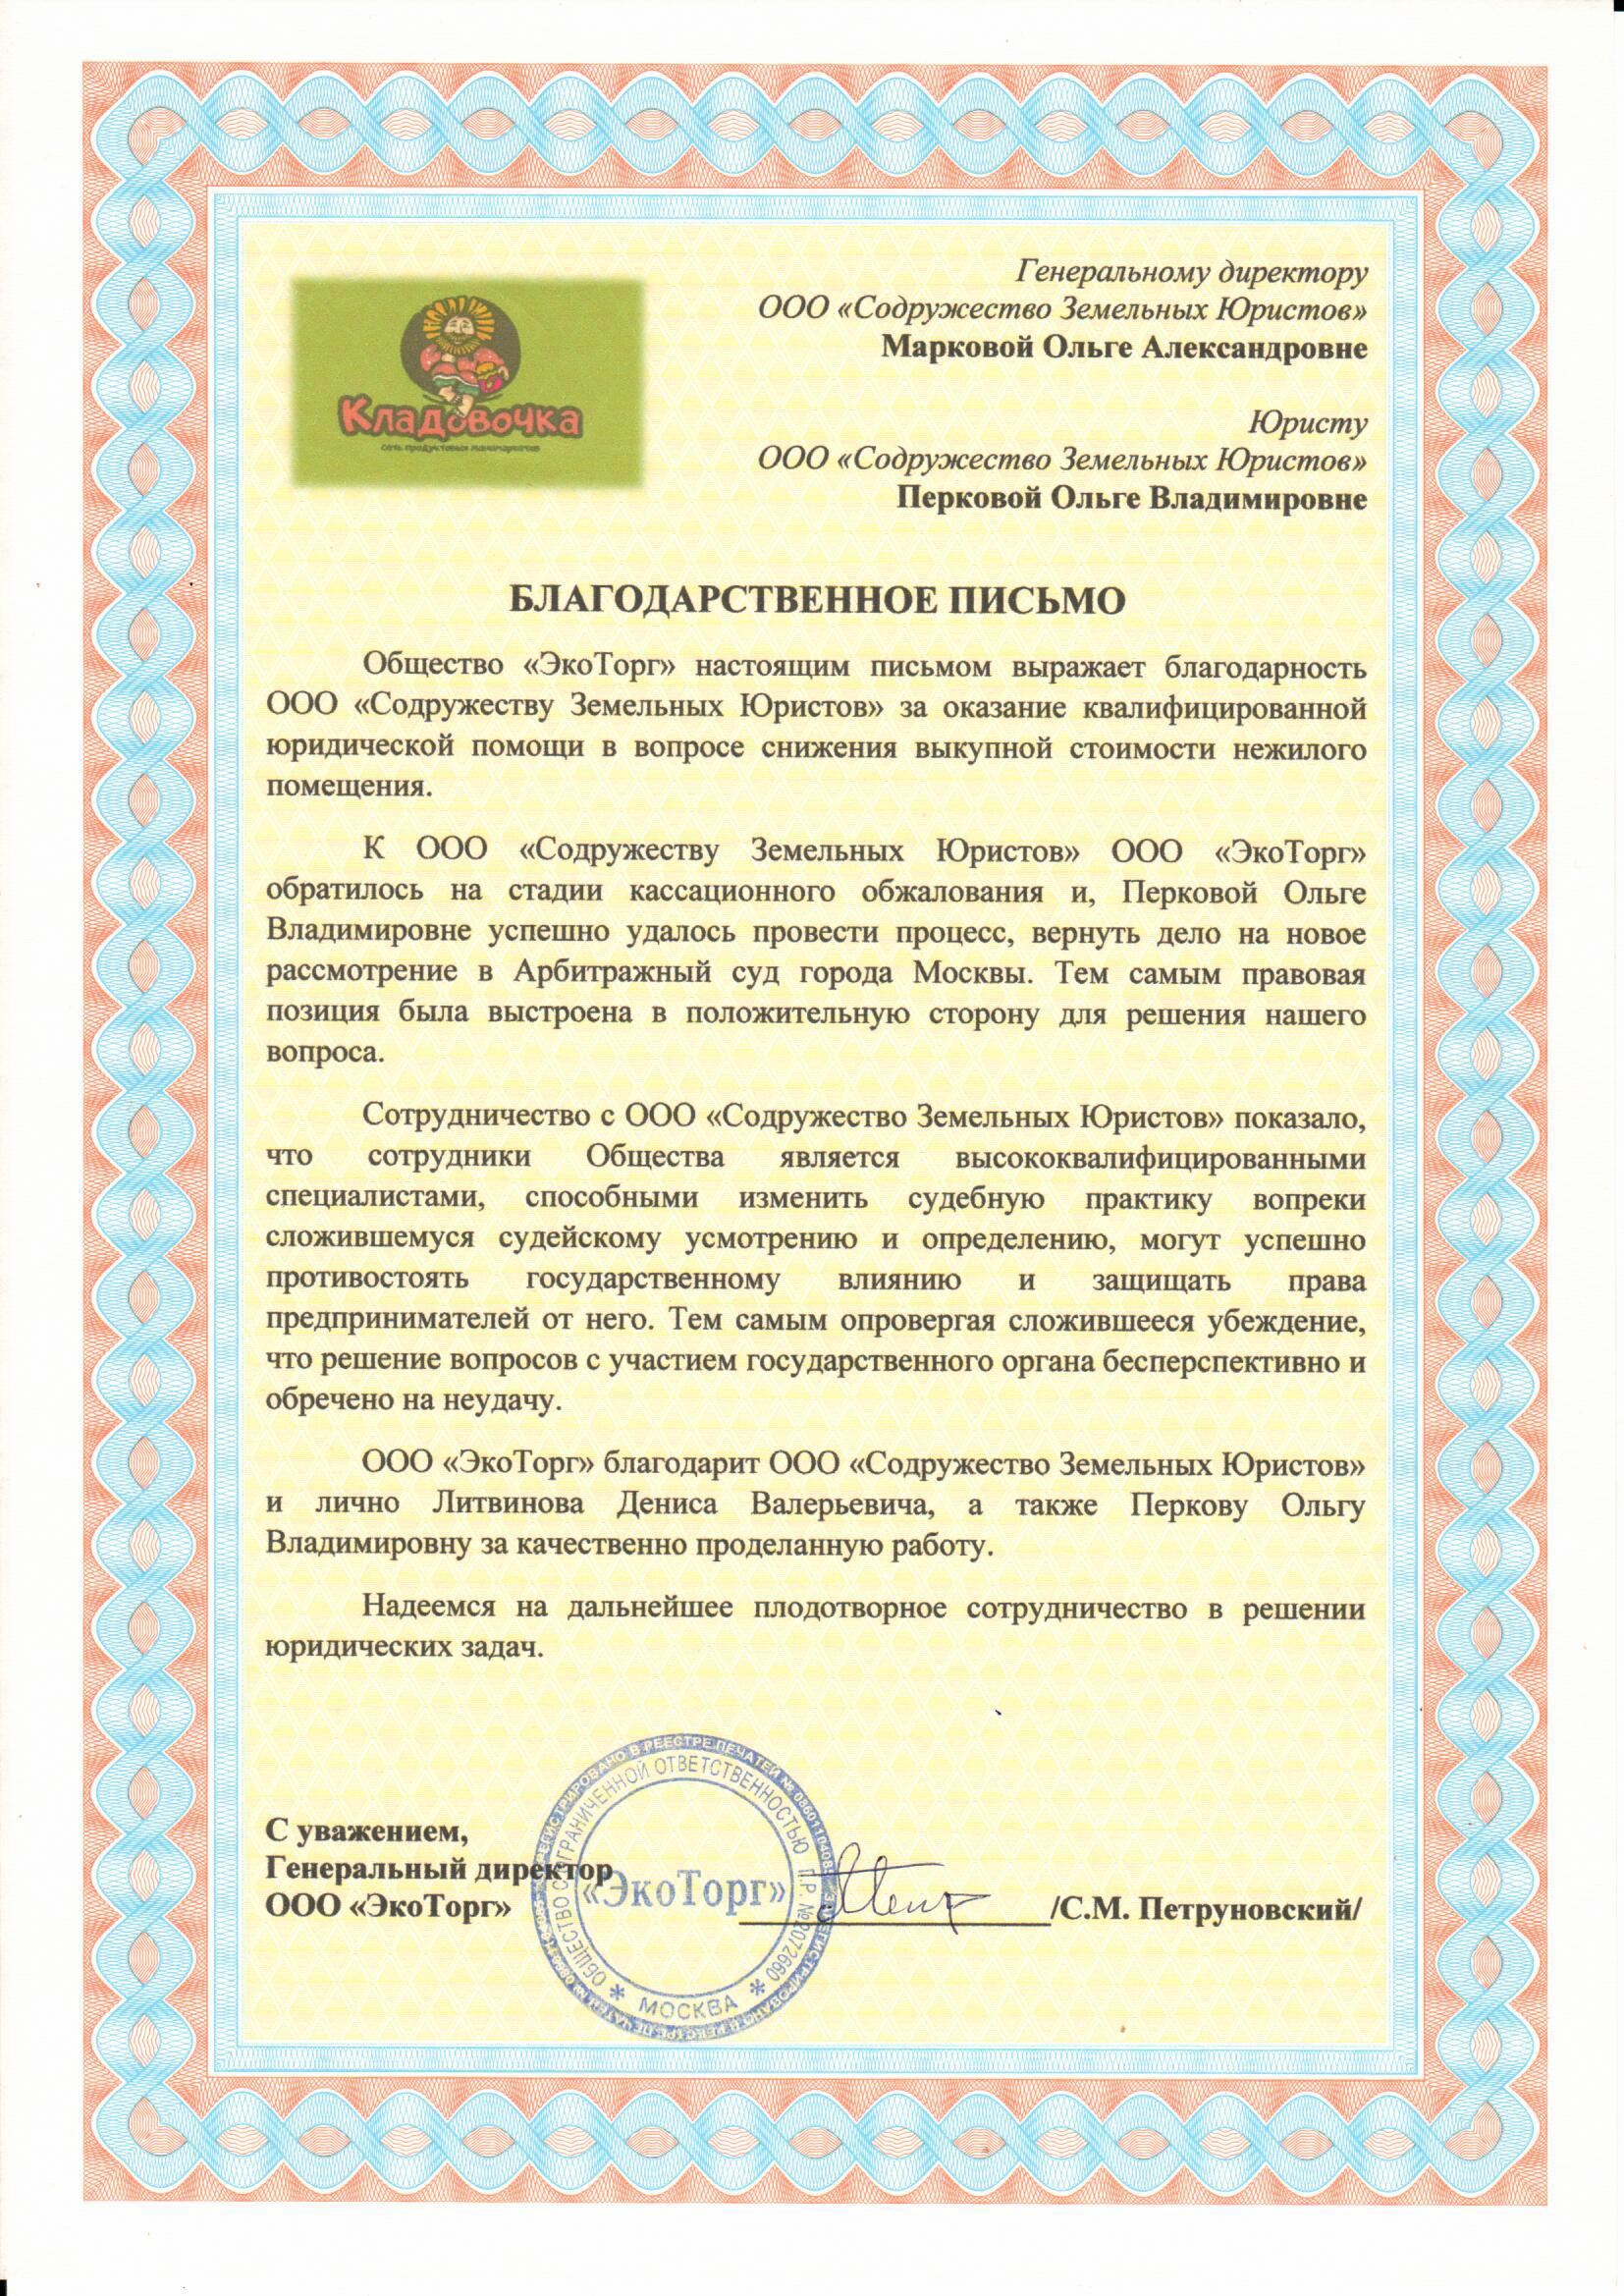 Кладовочка
сеть продуктовых минимаркетов
Генеральному директору
ООО «Содружество Земельных Юристов»
Марковой Ольге Александровне
Юристу
ООО «Содружество Земельных Юристов»
Перковой Ольге Владимировне
БЛАГОДАРСТВЕННОЕ ПИСЬМО
Общество «ЭкоТорг» настоящим письмом выражает благодарность
ООО «Содружеству Земельных Юристов» за оказание квалифицированной
юридической помощи в вопросе снижения выкупной стоимости нежилого
помещения.
К ООО «Содружеству Земельных Юристов» ООО «ЭкоТорг»
обратилось на стадии кассационного обжалования и, Перковой Ольге
Владимировне успешно удалось провести процесс, вернуть дело на новое
рассмотрение в Арбитражный суд города Москвы. Тем самым правовая
позиция была выстроена в положительную сторону для решения нашего
вопроса.
Сотрудничество с ООО «Содружество Земельных Юристов» показало,
что сотрудники Общества является высококвалифицированными
специалистами, способными изменить судебную практику вопреки
сложившемуся судейскому усмотрению и определению, могут успешно
противостоять государственному влиянию и защищать права
предпринимателей от него. Тем самым опровергая сложившееся убеждение,
что решение вопросов с участием государственного органа бесперспективно и
обречено на неудачу.
ООО «ЭкоТорг» благодарит ООО «Содружество Земельных Юристов»
и лично Литвинова Дениса Валерьевича, а также Перкову Ольгу
Владимировну за качественно проделанную работу.
Надеемся на дальнейшее плодотворное сотрудничество в решении
юридических задач.
С уважением,
Генеральный директор
ООО «ЭкоТорг»
/С.М. Петруновский/
ОБЩЕСТВО С ОГРАНИЧЕННОЙ ОТВЕТСТВЕННОСТЬЮ Г.Р. №2072660
«ЭкоТорг»
* МОСКВА *
В РЕЕСТРЕ ПЕЧАТЕЙ №